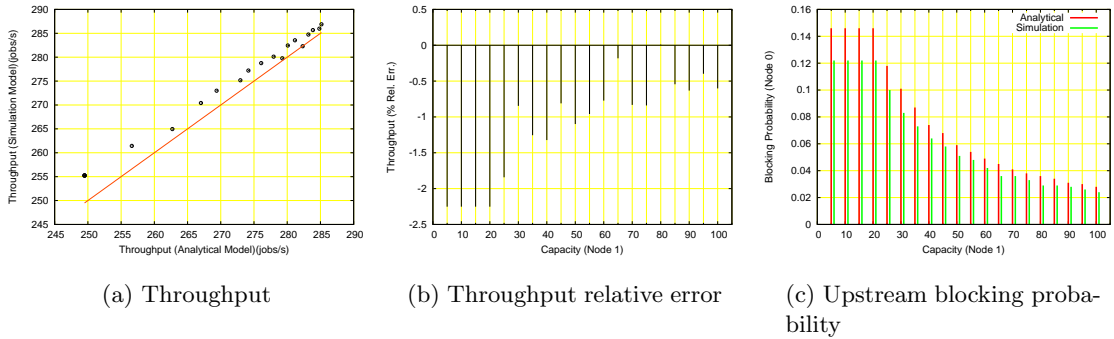 290
285
280
275
270
265
260
255
250
245
245 250 255 260 265 270 275 280 285 290
Throughput (Simulation Model)(jobs/s)
Throughput (Analytical Model)(jobs/s)
(a) Throughput
0.5
0
-0.5
-1
-1.5
-2
-2.5
0 10 20 30 40 50 60 70 80 90 100
Throughput (% Rel. Err.)
Capacity (Node 1)
(b) Throughput relative error
0.16
0.14
0.12
0.1
0.08
0.06
0.04
0.02
0
0 10 20 30 40 50 60 70 80 90 100
Blocking Probability (Node 0)
Capacity (Node 1)
Analytical
Simulation
(c) Upstream blocking proba-
bility